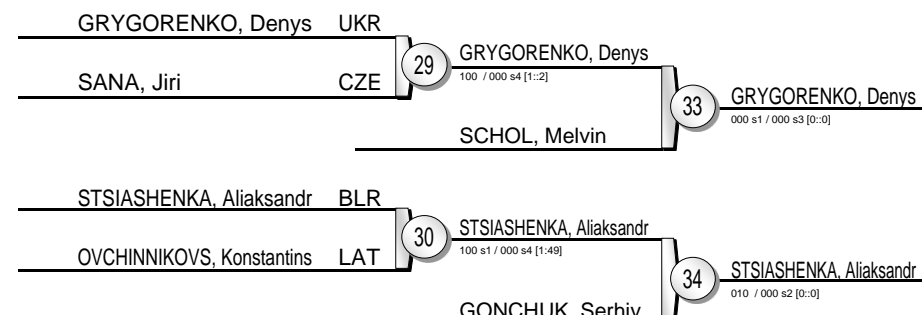 GRYGORENKO, Denys UKR
29
GRYGORENKO, Denys
100 / 000 s4 [1::2]
SANA, Jiri CZE
33
GRYGORENKO, Denys
000 s1 / 000 s3 [0::0]
SCHOL, Melvin
STSIASHENKA, Aliaksandr BLR
30
STSIASHENKA, Aliaksandr
100 s1 / 000 s4 [1:49]
OVCHINNIKOVS, Konstantins LAT
34
STSIASHENKA, Aliaksandr
010 / 000 s2 [0::0]
GONCHUK, Serhiy